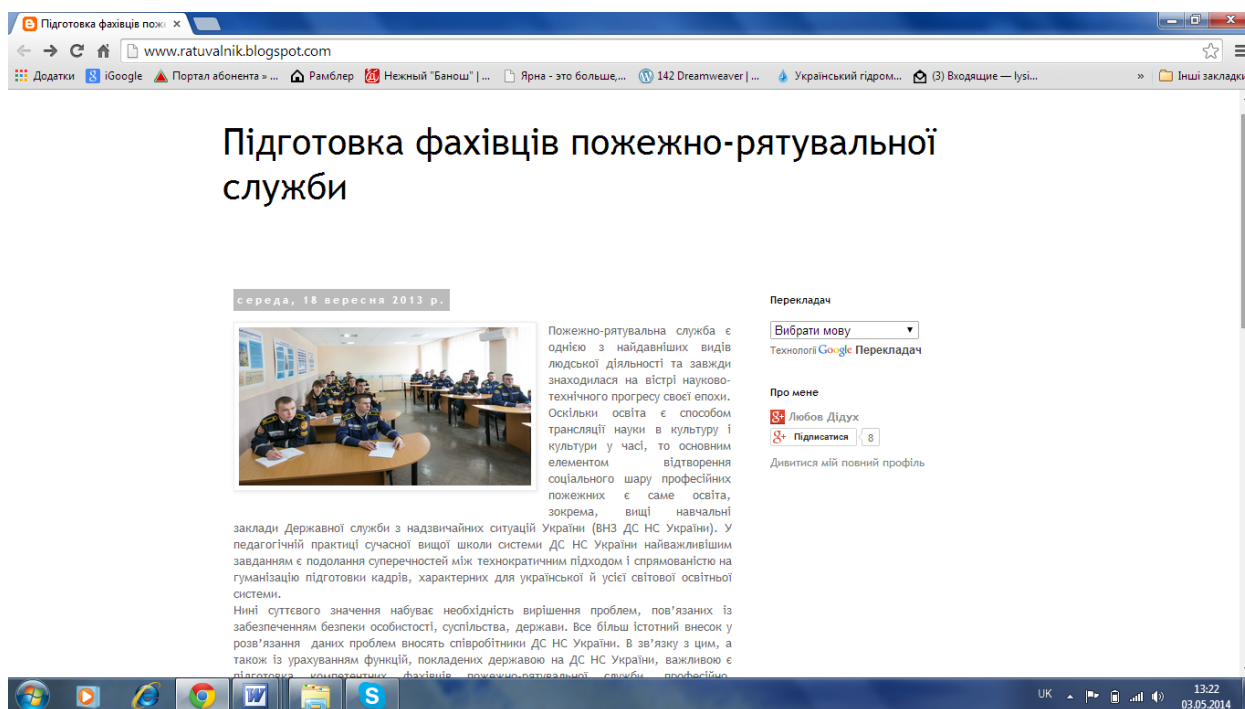 Підготовка фахівців пож
www.ratuvalnik.blogspot.com
Додатки iGoogle Портал абонента » ... Рамблер Нежный "Банош" | ... Ярна - это больше,... 142 Dreamweaver | ... Український гідром... (3) Входящие — lysi... » Інші закладки
Підготовка фахівців пожежно-рятувальної
служби
середа, 18 вересня 2013 р.
Пожежно-рятувальна служба є
однією з найдавніших видів
людської діяльності та завжди
знаходилася на вістрі науково-
технічного прогресу своєї епохи.
Оскільки освіта є способом
трансляції науки в культуру і
культури у часі, то основним
елементом відтворення
соціального шару професійних
пожежних є саме освіта,
зокрема, вищі навчальні
заклади Державної служби з надзвичайних ситуацій України (ВНЗ ДС НС України). У
педагогічній практиці сучасної вищої школи системи ДС НС України найважливішим
завданням є подолання суперечностей між технократичним підходом і спрямованістю на
гуманізацію підготовки кадрів, характерних для української й усієї світової освітньої
системи.
Нині суттєвого значення набуває необхідність вирішення проблем, пов'язаних із
забезпеченням безпеки особистості, суспільства, держави. Все більш істотний внесок у
розв'язання даних проблем вносять співробітники ДС НС України. В зв'язку з цим, а
також із урахуванням функцій, покладених державою на ДС НС України, важливою є
підготовка компетентних фахівців пожежно-рятувальної служби, професійно,
Перекладач
Вибрати мову
Технології Google Перекладач
Про мене
Любов Дідух
Підписатися 8
Дивитися мій повний профіль
UK
13:22
03.05.2014